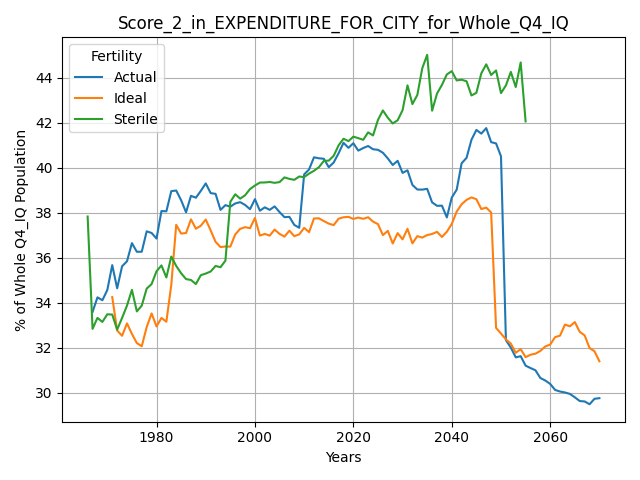 Score_2_in_EXPENDITURE_FOR_CITY_for_Whole_Q4_IQ
Fertility
Actual
Ideal
Sterile
% of Whole Q4_IQ Population
44
42
40
38
36
34
32
30
1980
2000
2020
2040
2060
Years